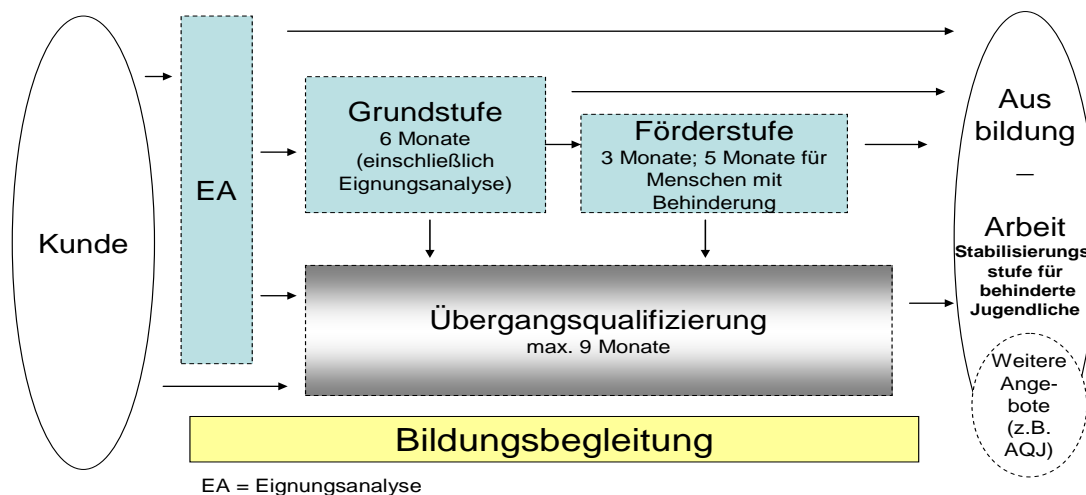 Kunde
EA
Grundstufe
6 Monate
(einschließlich
Eignungsanalyse)
Förderstufe
3 Monate; 5 Monate für
Menschen mit
Behinderung
Übergangsqualifizierung
max. 9 Monate
Aus
bildung
–
Arbeit
Stabilisierungs
stufe für
behinderte
Jugendliche
Weitere
Ange-
bote
(z.B.
AQJ)
Bildungsbegleitung
EA = Eignungsanalyse